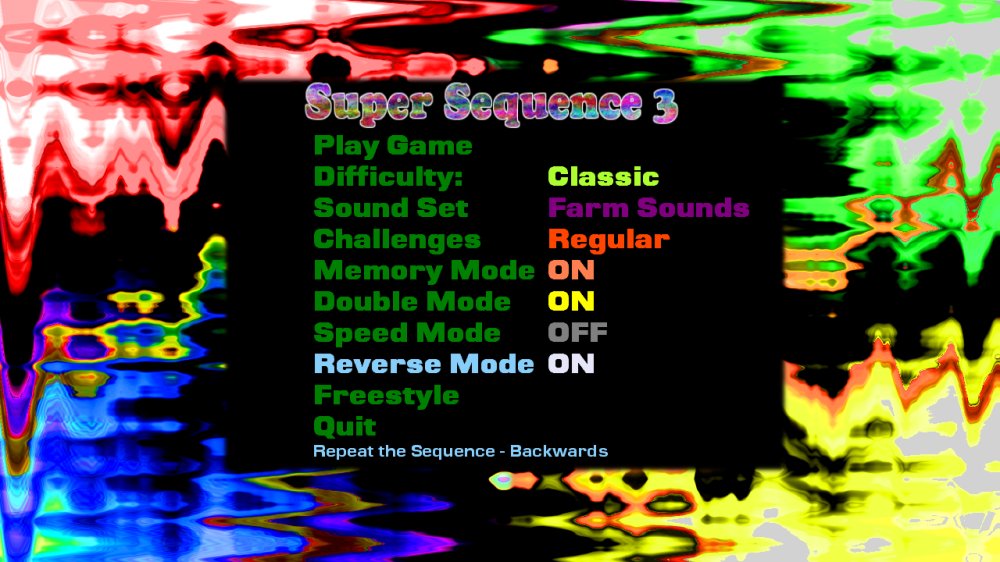 Super Sequence 3
Play Game
Difficulty: Classic
Sound Set Farm Sounds
Challenges Regular
Memory Mode ON
Double Mode ON
Speed Mode OFF
Reverse Mode ON
Freestyle
Quit
Repeat the Sequence - Backwards